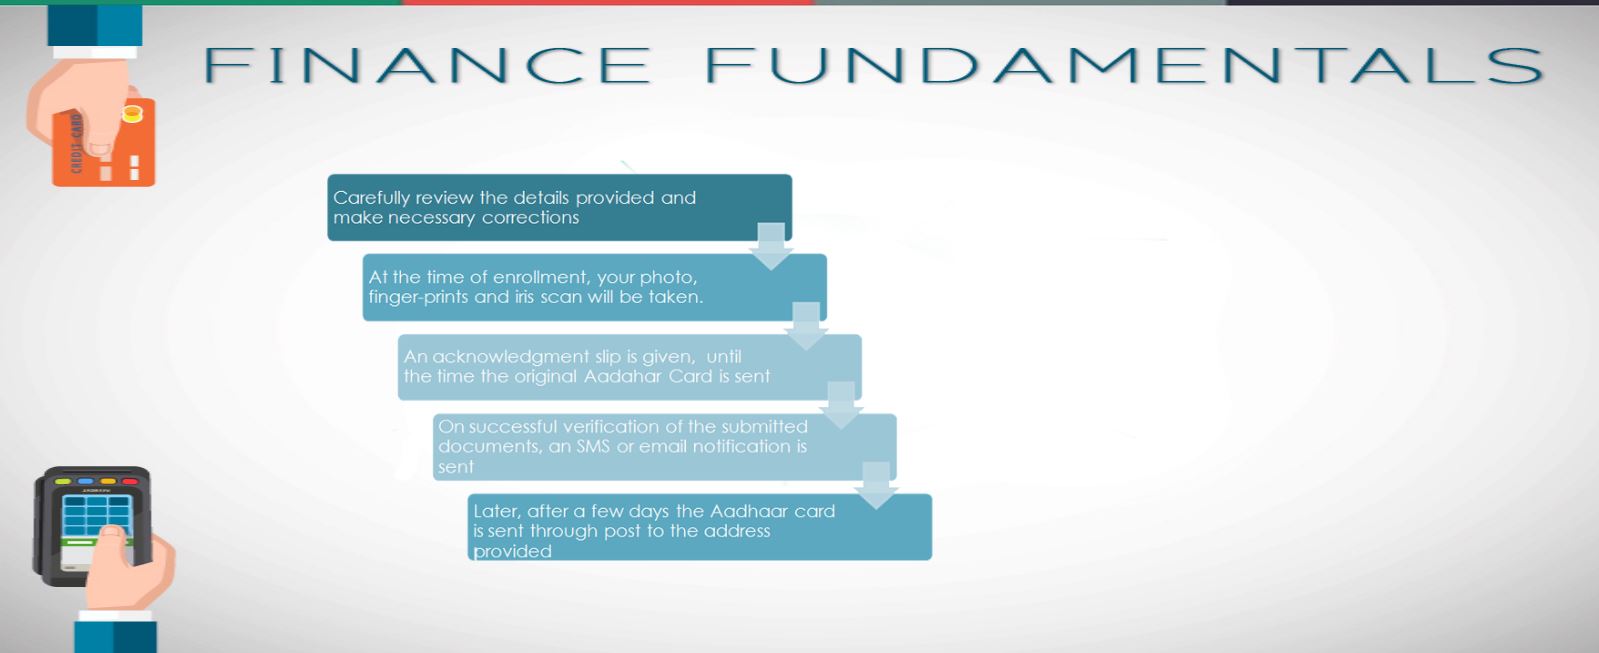 FINANCE FUNDAMENTALS
CREDIT CARD
Carefully review the details provided and
make necessary corrections
At the time of enrollment, your photo,
finger-prints and iris scan will be taken.
An acknowledgment slip is given, until
the time the original Aadahar Card is sent
On successful verification of the submitted
documents, an SMS or email notification is
sent
Later, after a few days the Aadhaar card
is sent through post to the address
provided